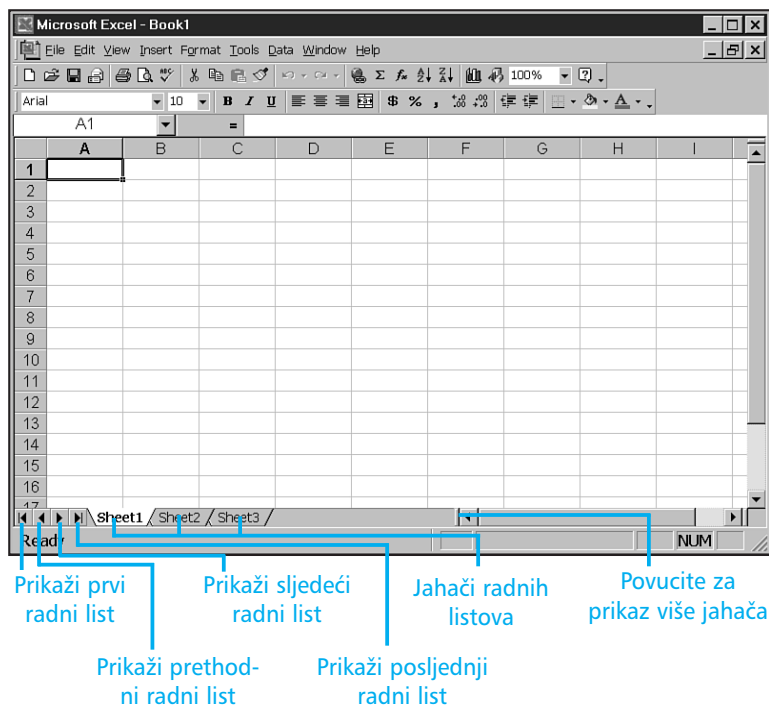 Microsoft Excel - Book1
File Edit View Insert Format Tools Data Window Help
100%
Arial 10 B I U $ % ,
A1 =
A B C D E F G H I
1
2
3
4
5
6
7
8
9
10
11
12
13
14
15
16
17
Sheet1 Sheet2 Sheet3
Ready NUM
Prikaži prvi
radni list
Prikaži sljedeći
radni list
Jahači radnih
listova
Povucite za
prikaz više jahača
Prikaži prethod-
ni radni list
Prikaži posljednji
radni list